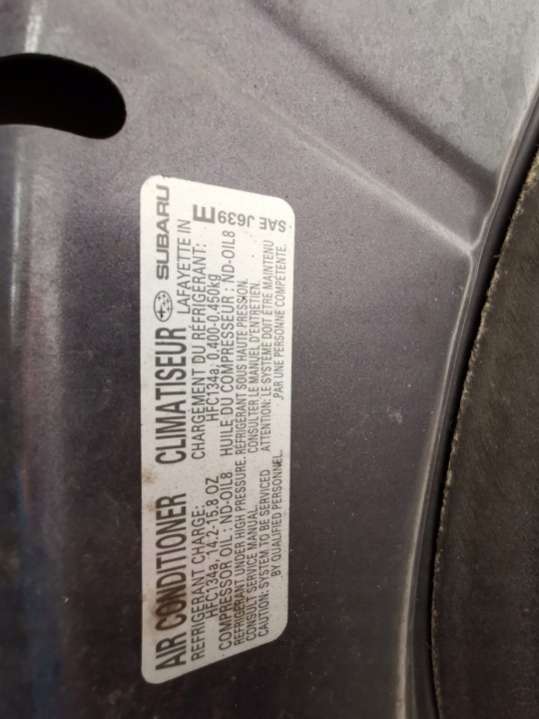 AIR CONDITIONER CLIMATISEUR SUBARU
REFRIGERANT CHARGE: LAFAYETTE IN
HFC134a, 14.2-15.8 OZ CHARGEMENT DU RÉFRIGÉRANT:
COMPRESSOR OIL: ND-OIL8 HFC134a, 0.400-0.450kg E
REFRIGERANT UNDER HIGH PRESSURE. HUILE DU COMPRESSEUR: ND-OIL8
CONSULT SERVICE MANUAL. RÉFRIGÉRANT SOUS HAUTE PRESSION.
CAUTION: SYSTEM TO BE SERVICED CONSULTER LE MANUEL D'ENTRETIEN.
BY QUALIFIED PERSONNEL. ATTENTION: LE SYSTÈME DOIT ÊTRE MAINTENU
PAR UNE PERSONNE COMPÉTENTE.
SAE J639